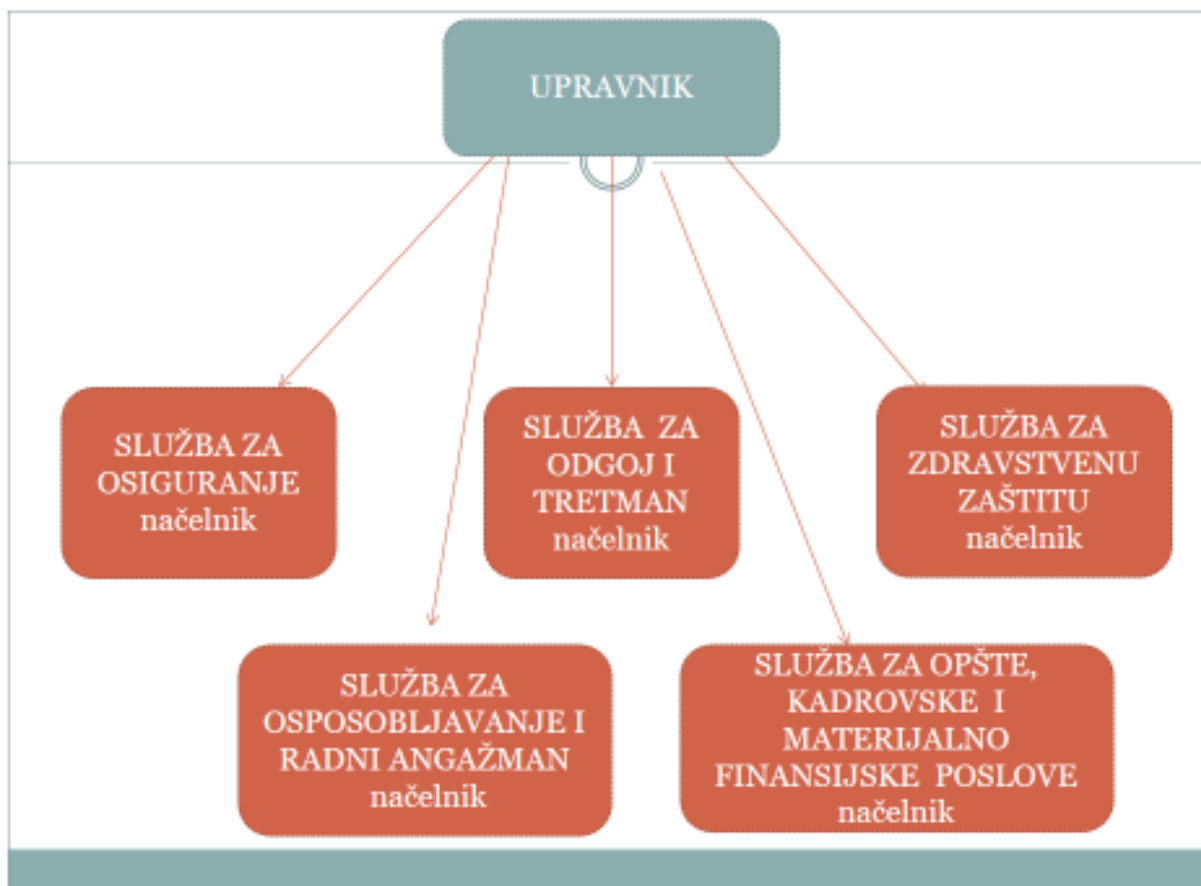 UPRAVNIK
SLUŽBA ZA
OSIGURANJE
načelnik
SLUŽBA ZA
ODGOJ I
TRETMAN
načelnik
SLUŽBA ZA
ZDRAVSTVENU
ZAŠTITU
načelnik
SLUŽBA ZA
OSPOSOBLJAVANJE I
RADNI ANGAŽMAN
načelnik
SLUŽBA ZA OPŠTE,
KADROVSKE I
MATERIJALNO
FINANSIJSKE POSLOVE
načelnik